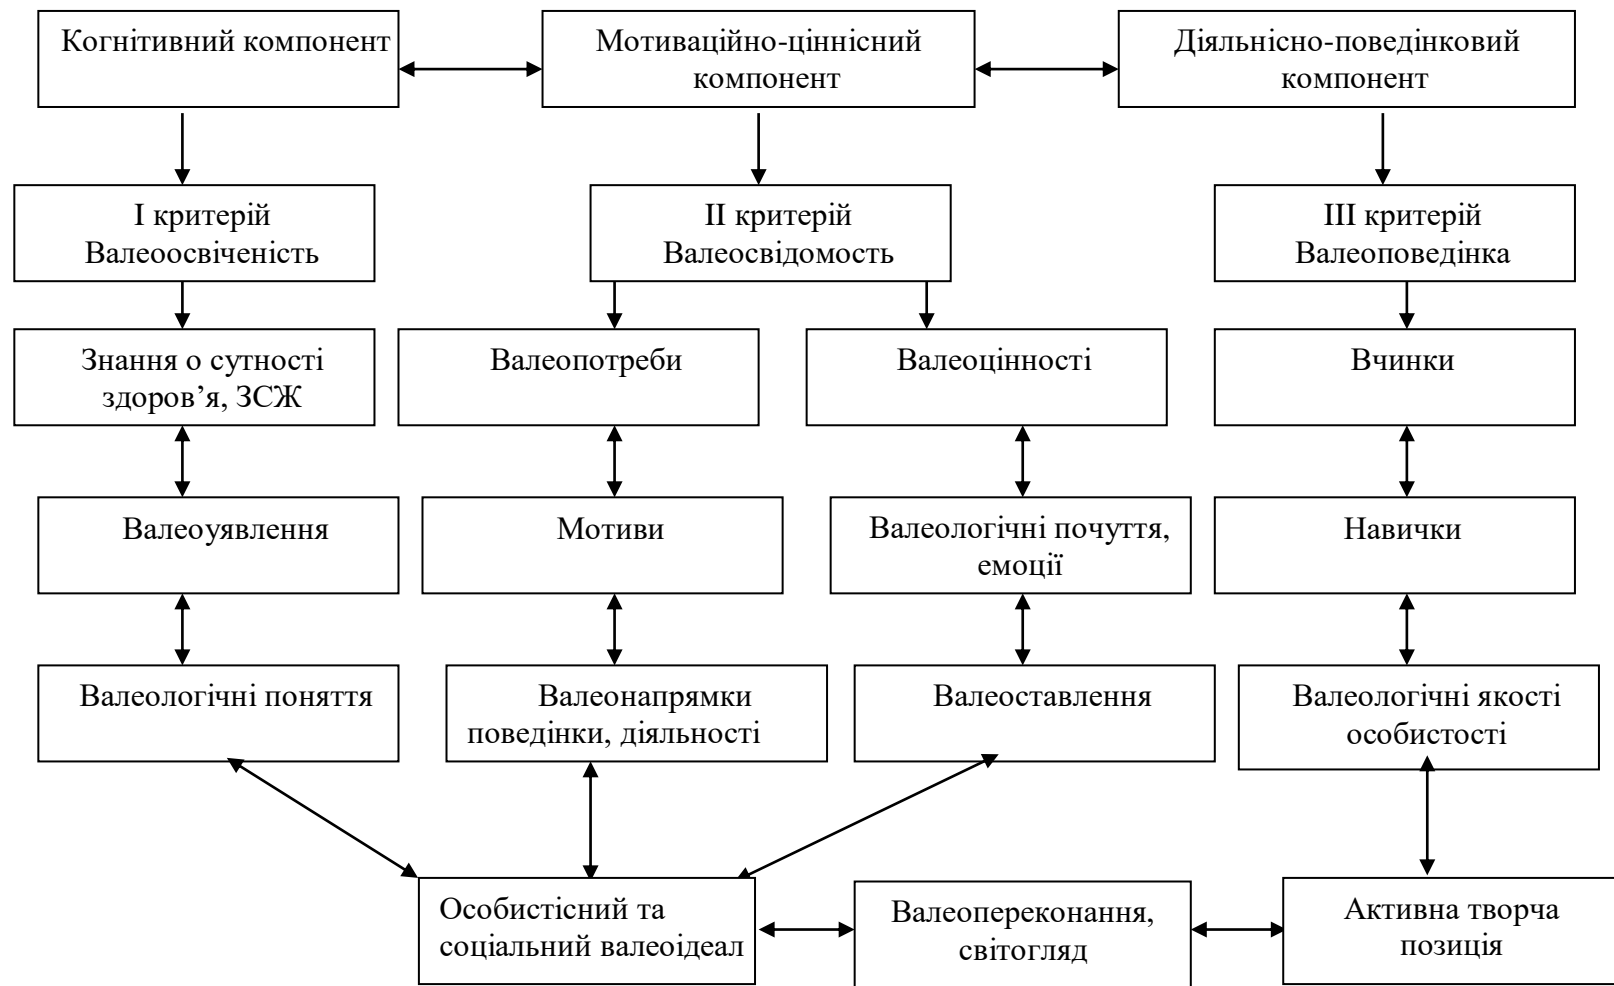 Когнітивний компонент
Мотиваційно-ціннісний
компонент
Діяльнісно-поведінковий
компонент
І критерій
Валеоосвіченість
ІІ критерій
Валеосвідомость
ІІІ критерій
Валеоповедінка
Знання о сутності
здоров’я, ЗСЖ
Валеопотреби
Валеоцінності
Вчинки
Валеоуявлення
Мотиви
Валеологічні почуття,
емоції
Навички
Валеологічні поняття
Валеонапрямки
поведінки, діяльності
Валеоставлення
Валеологічні якості
особистості
Особистісний та
соціальний валеоідеал
Валеопереконання,
світогляд
Активна творча
позиція